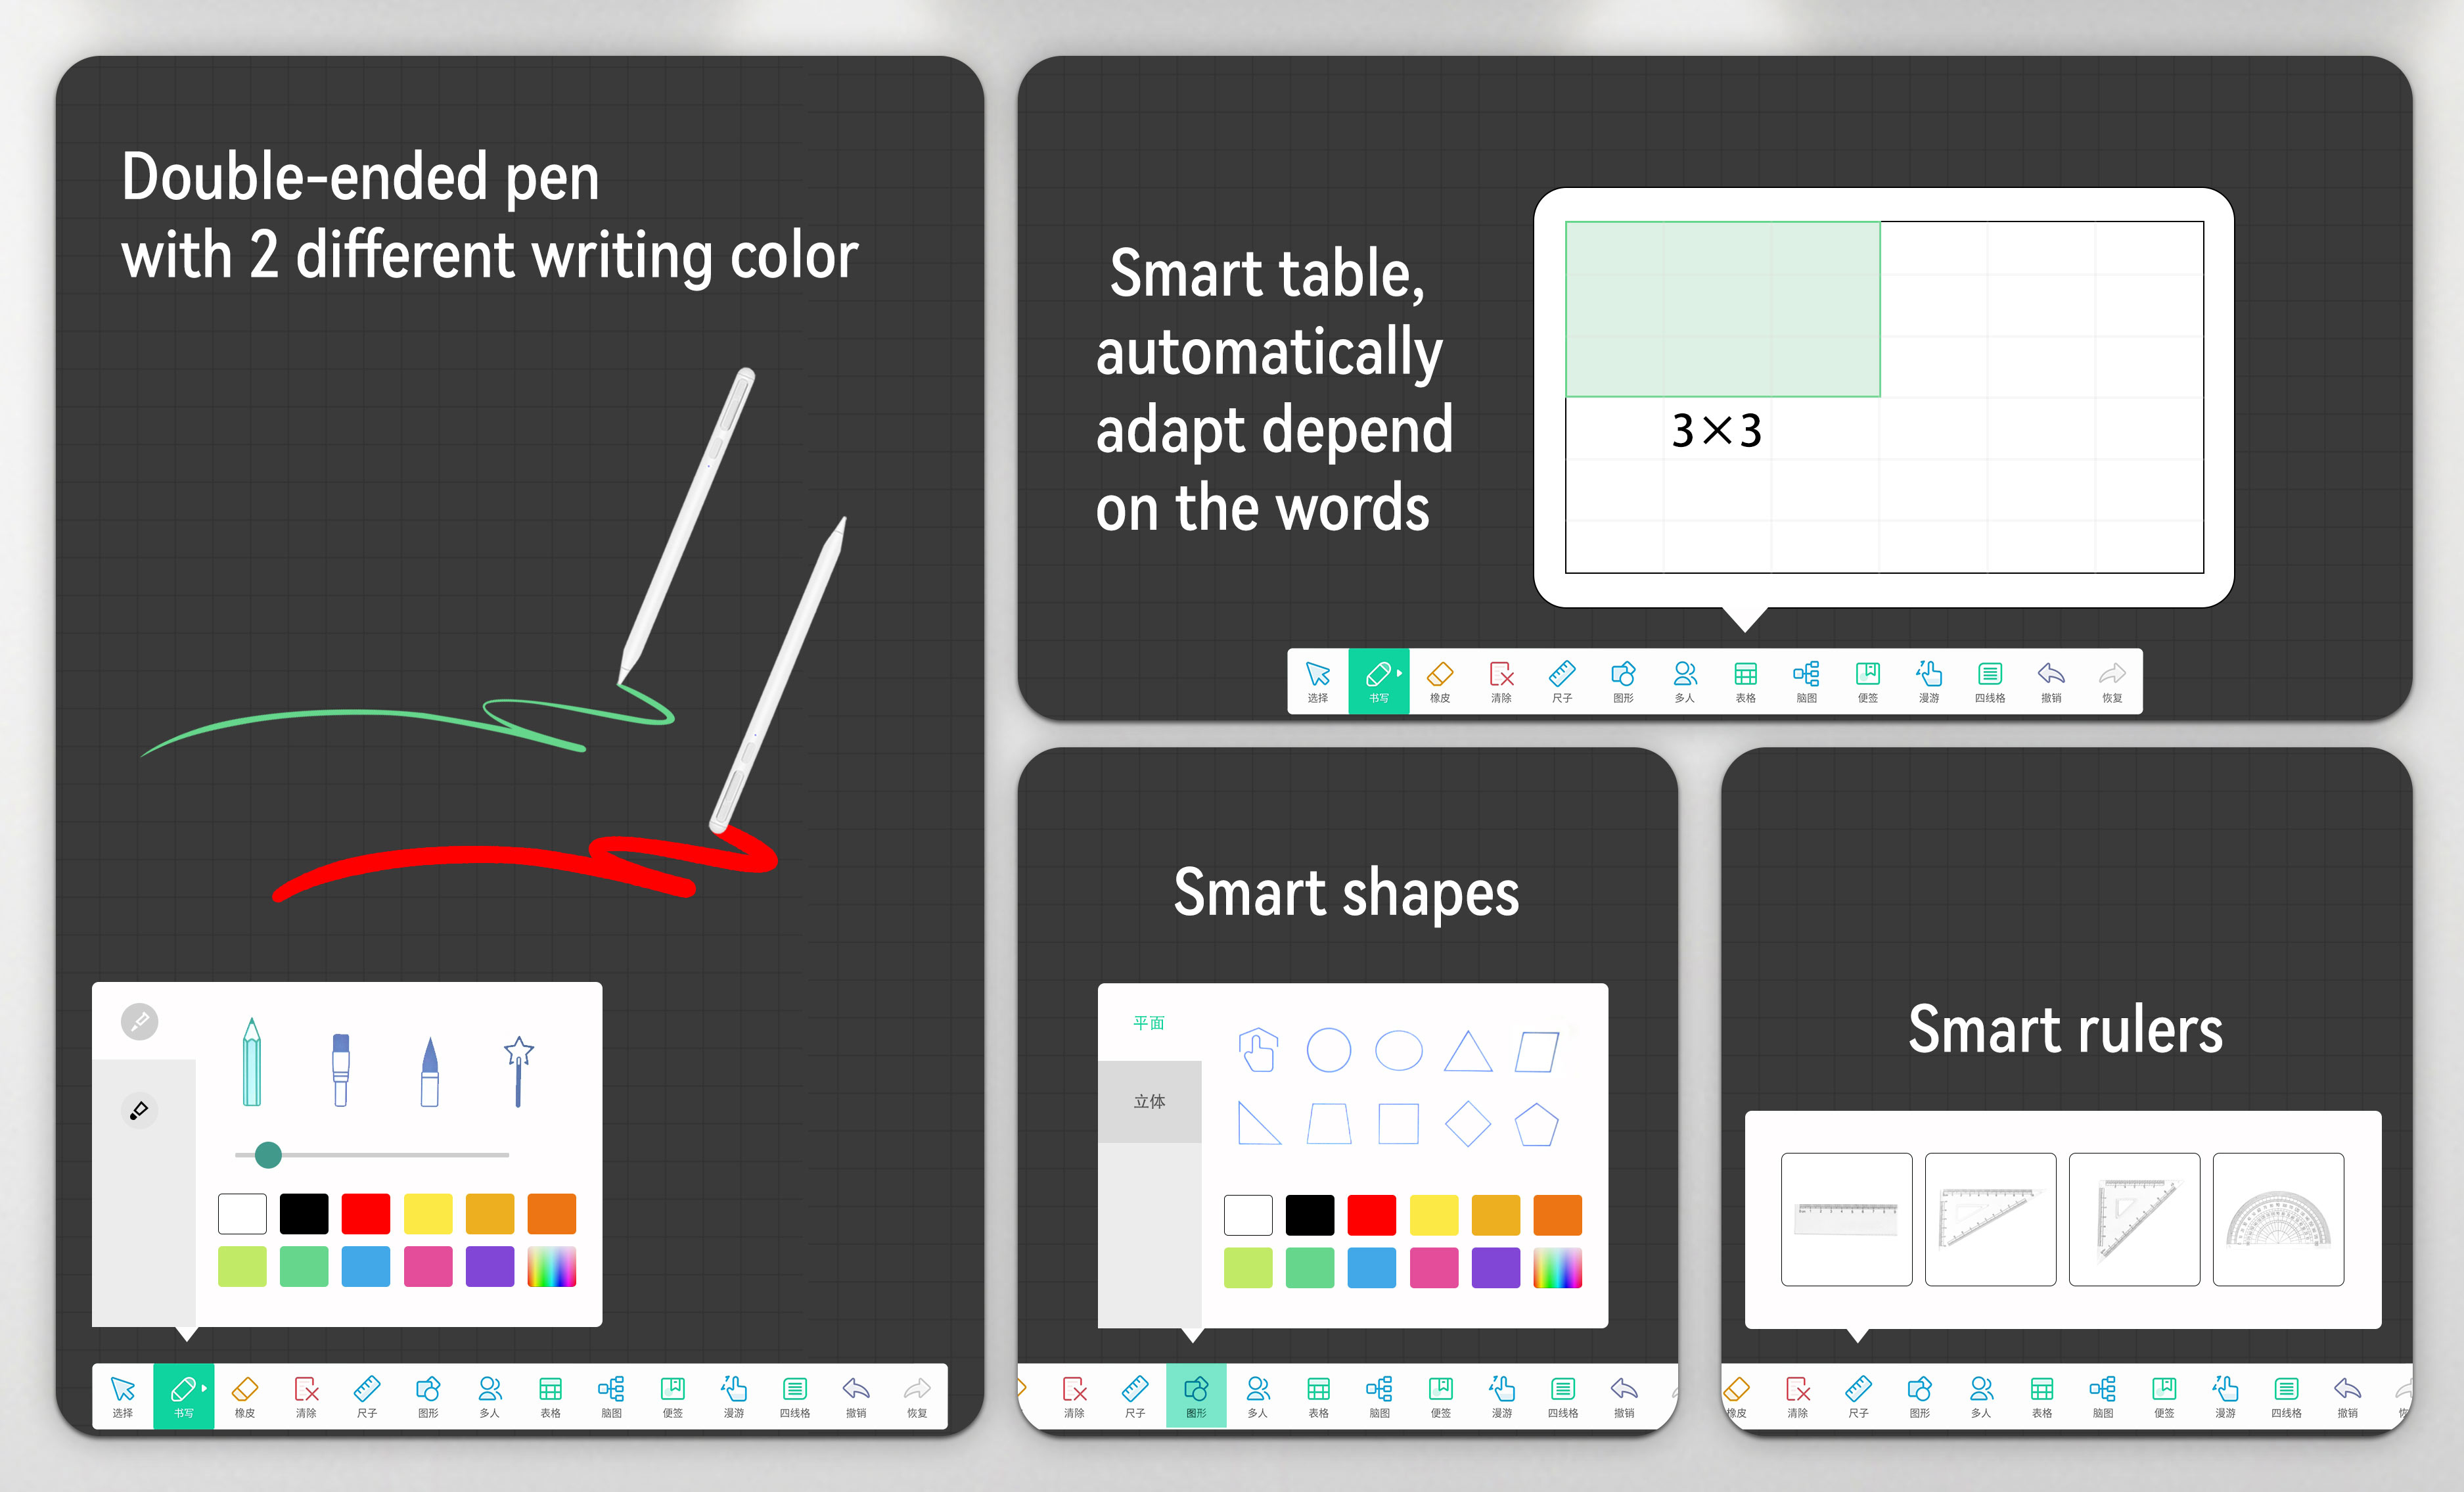 Double-ended pen
with 2 different writing color
选择 书写 橡皮 清除 尺子 图形 多人 表格 脑图 便签 漫游 四线格 撤销 恢复
Smart table,
automatically
adapt depend
on the words
3×3
选择 书写 橡皮 清除 尺子 图形 多人 表格 脑图 便签 漫游 四线格 撤销 恢复
Smart shapes
平面
立体
清除 尺子 图形 多人 表格 脑图 便签 漫游 四线格 撤销
Smart rulers
橡皮 清除 尺子 图形 多人 表格 脑图 便签 漫游 四线格 撤销